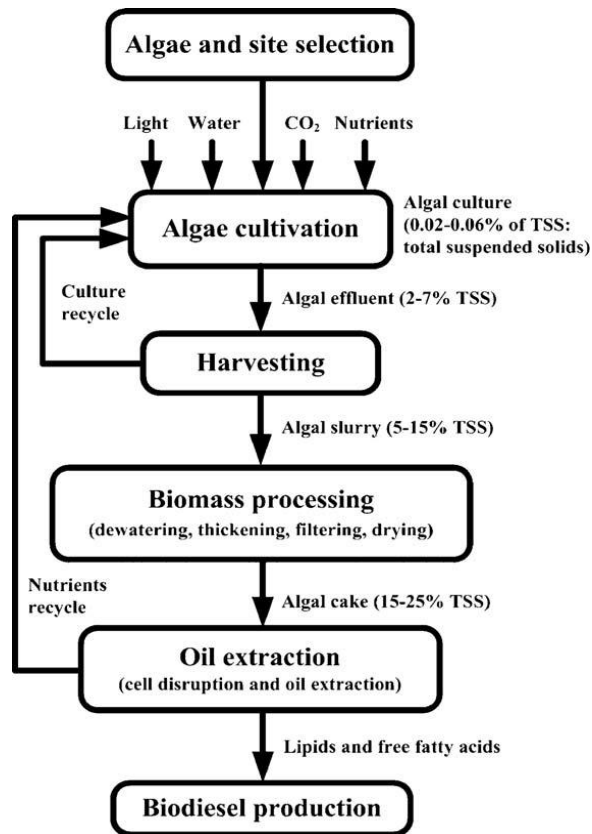 Algae and site selection
Light Water CO₂ Nutrients
Algae cultivation
Algal culture
(0.02-0.06% of TSS:
total suspended solids)
Culture
recycle
Algal effluent (2-7% TSS)
Harvesting
Algal slurry (5-15% TSS)
Biomass processing
(dewatering, thickening, filtering, drying)
Nutrients
recycle
Algal cake (15-25% TSS)
Oil extraction
(cell disruption and oil extraction)
Lipids and free fatty acids
Biodiesel production